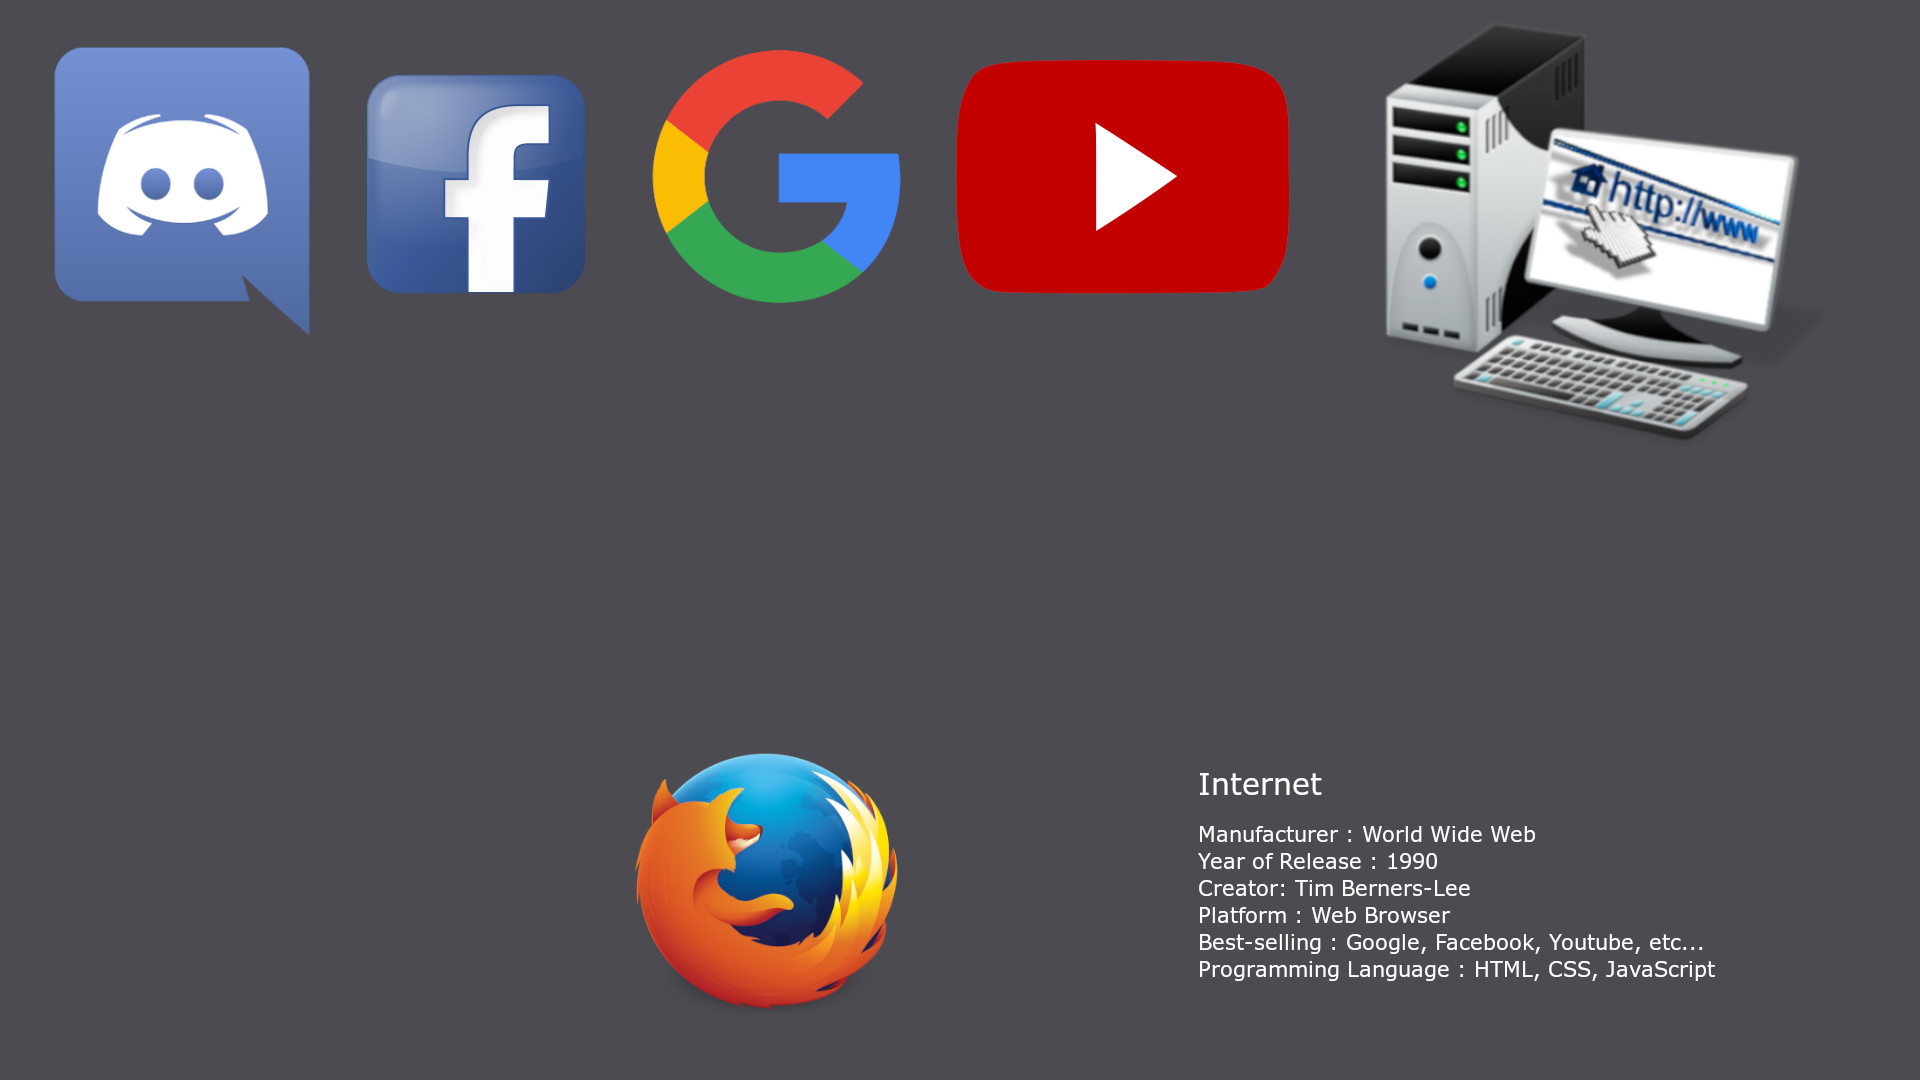 http://www
Internet
Manufacturer : World Wide Web
Year of Release : 1990
Creator: Tim Berners-Lee
Platform : Web Browser
Best-selling : Google, Facebook, Youtube, etc...
Programming Language : HTML, CSS, JavaScript